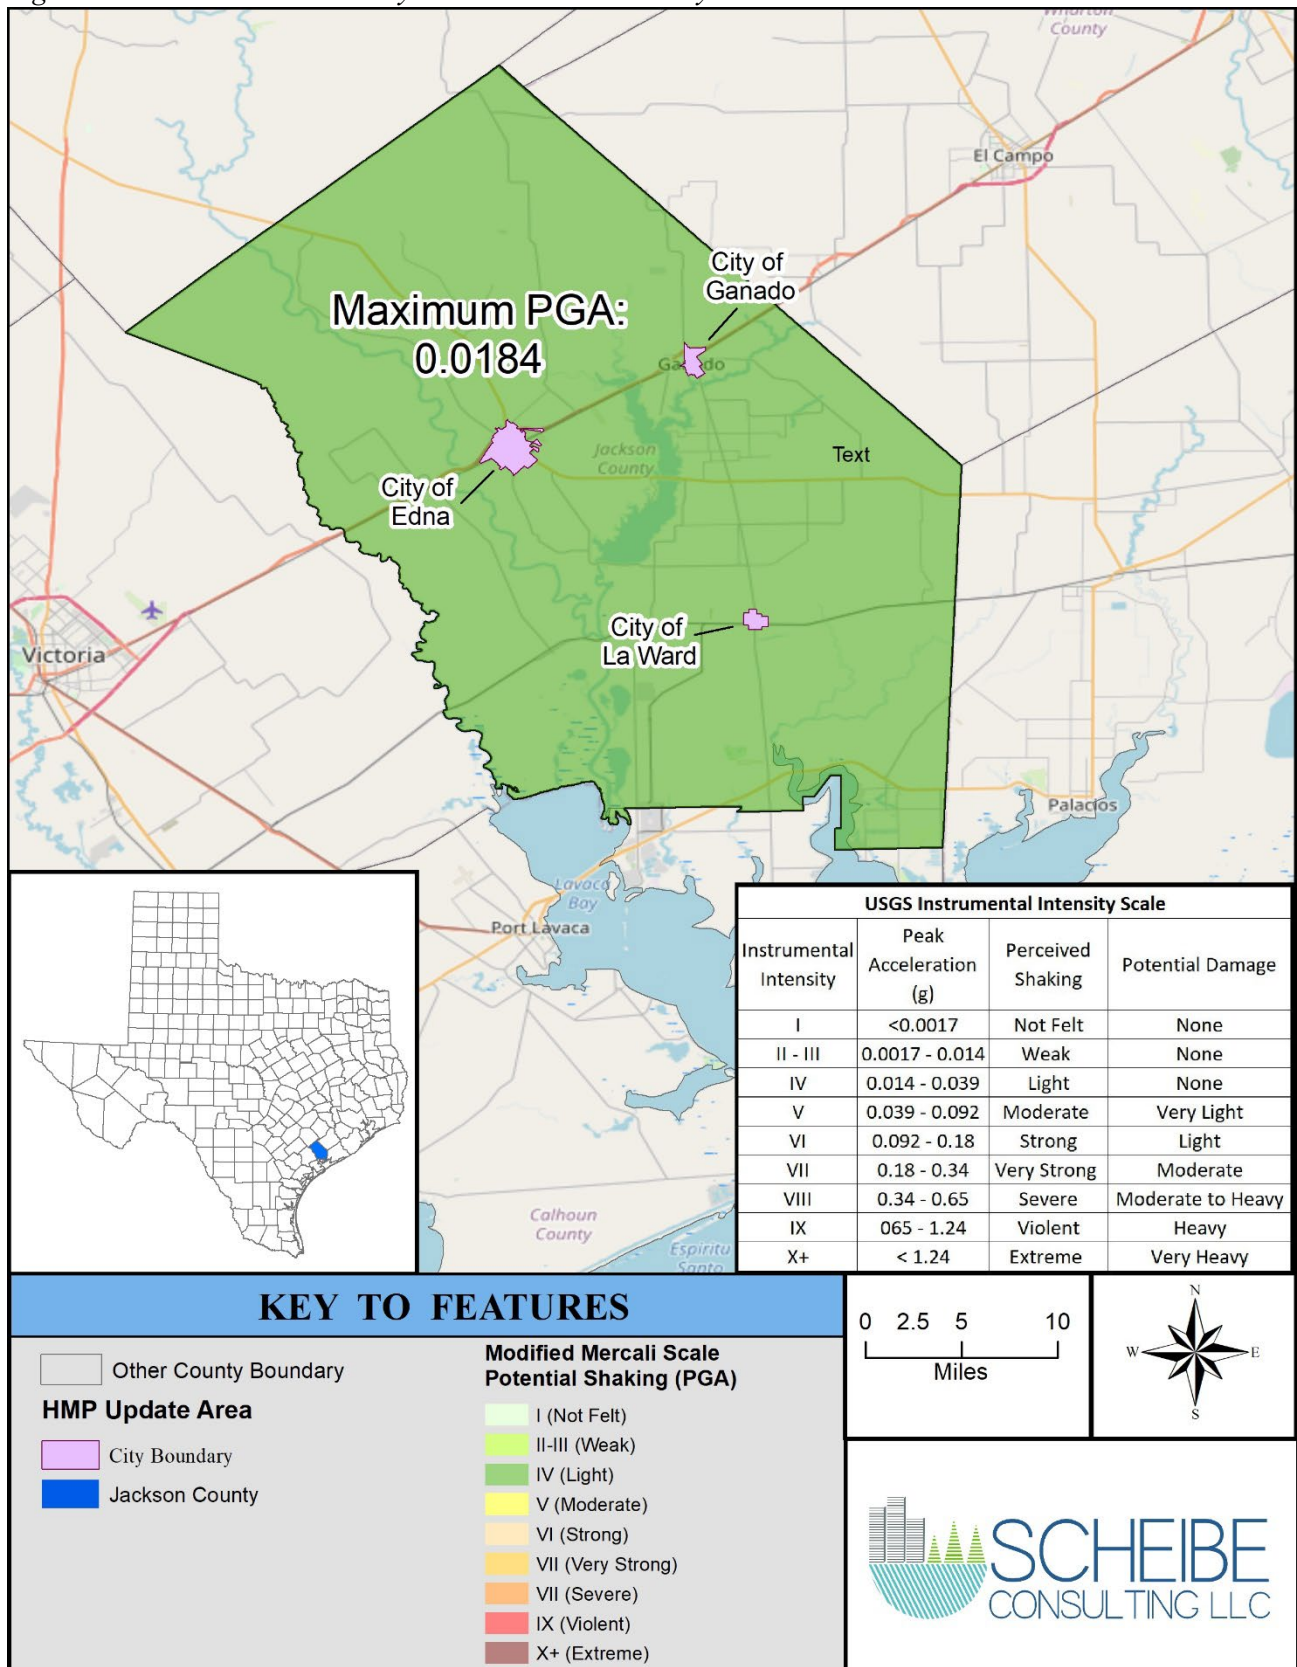 Wharton
County
El Campo
City of
Ganado
Maximum PGA:
0.0184
Ganado
Jackson
County
Text
City of
Edna
City of
La Ward
Victoria
Palacios
Lavaca
Bay
Port Lavaca
Calhoun
County
Espiritu
Santo
USGS Instrumental Intensity Scale
Instrumental Intensity Peak Acceleration (g) Perceived Shaking Potential Damage
I <0.0017 Not Felt None
II - III 0.0017 - 0.014 Weak None
IV 0.014 - 0.039 Light None
V 0.039 - 0.092 Moderate Very Light
VI 0.092 - 0.18 Strong Light
VII 0.18 - 0.34 Very Strong Moderate
VIII 0.34 - 0.65 Severe Moderate to Heavy
IX 065 - 1.24 Violent Heavy
X+ < 1.24 Extreme Very Heavy
KEY TO FEATURES
Other County Boundary
HMP Update Area
City Boundary
Jackson County
Modified Mercali Scale
Potential Shaking (PGA)
I (Not Felt)
II-III (Weak)
IV (Light)
V (Moderate)
VI (Strong)
VII (Very Strong)
VII (Severe)
IX (Violent)
X+ (Extreme)
0 2.5 5 10
Miles
N
W E
S
SCHEIBE
CONSULTING LLC